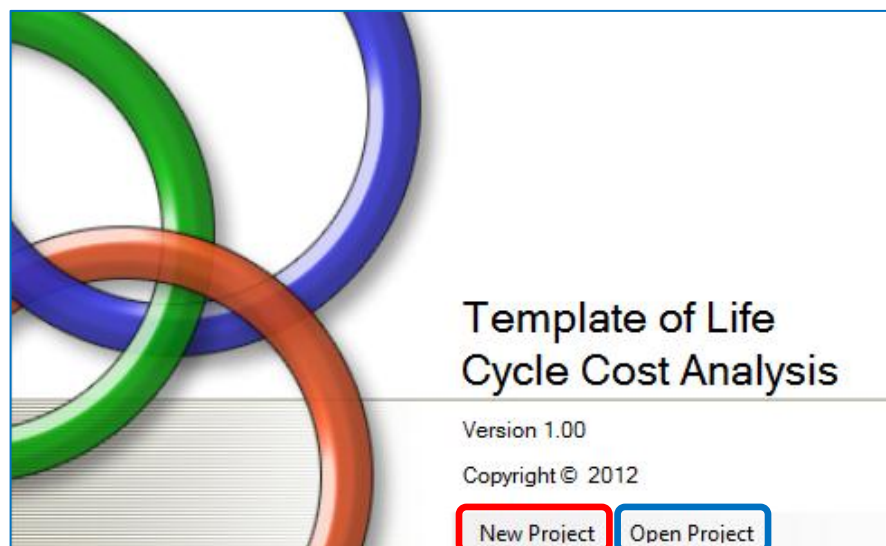 Template of Life
Cycle Cost Analysis
Version 1.00
Copyright © 2012
New Project Open Project